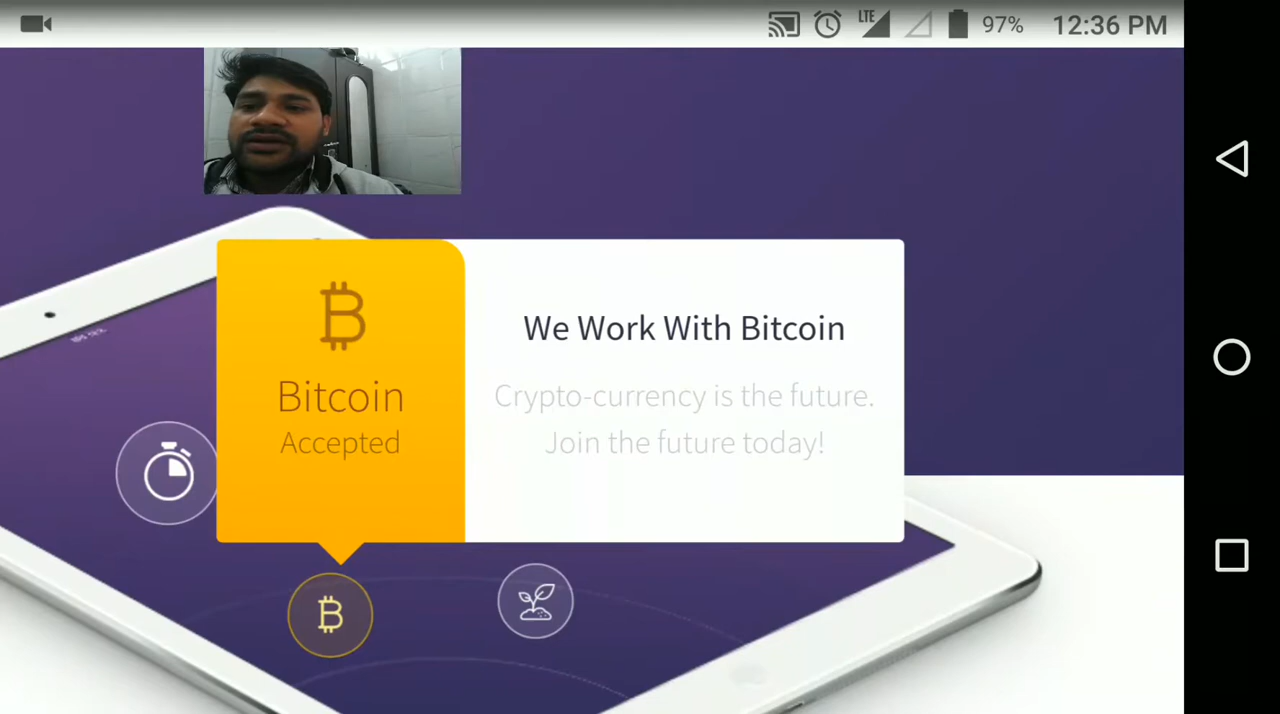 LTE 97% 12:36 PM
Bitcoin
Accepted
We Work With Bitcoin
Crypto-currency is the future.
Join the future today!